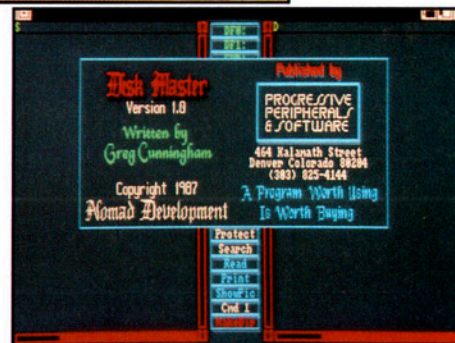 DF0:
DF1:
Disk Master
Version 1.0
Written by
Greg Cunningham
Copyright 1987
Nomad Development
Published by
PROGRESSIVE
PERIPHERALS
& SOFTWARE
464 Kalamath Street
Denver Colorado 80204
(303) 825-4144
A Program Worth Using
Is Worth Buying
Protect
Search
Read
Print
ShowPic
Cmd 1